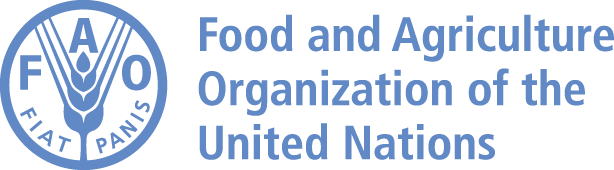 F A O
FIAT PANIS
Food and Agriculture
Organization of the
United Nations